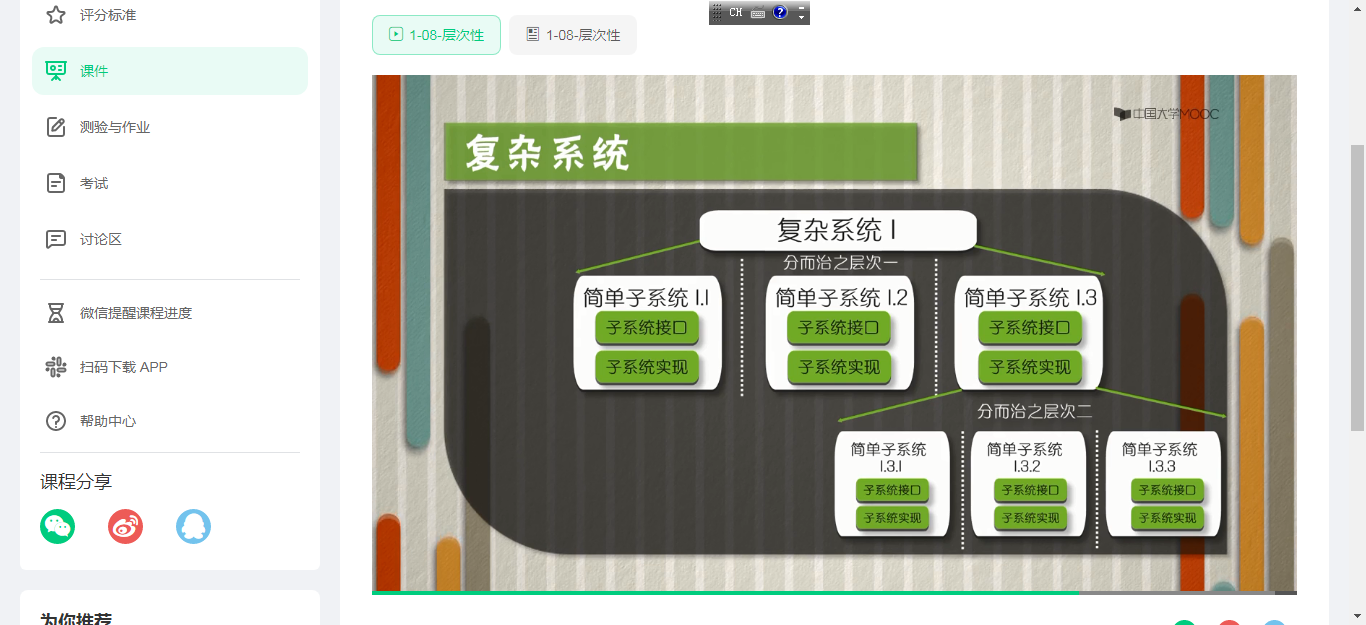 评分标准
课件
测验与作业
考试
讨论区
微信提醒课程进度
扫码下载 APP
帮助中心
课程分享
为你推荐
1-08-层次性
1-08-层次性
CH
?
中国大学MOOC
复杂系统
复杂系统 I
分而治之层次一
简单子系统 I.I
子系统接口
子系统实现
简单子系统 I.2
子系统接口
子系统实现
简单子系统 I.3
子系统接口
子系统实现
分而治之层次二
简单子系统
I.3.I
子系统接口
子系统实现
简单子系统
I.3.2
子系统接口
子系统实现
简单子系统
I.3.3
子系统接口
子系统实现